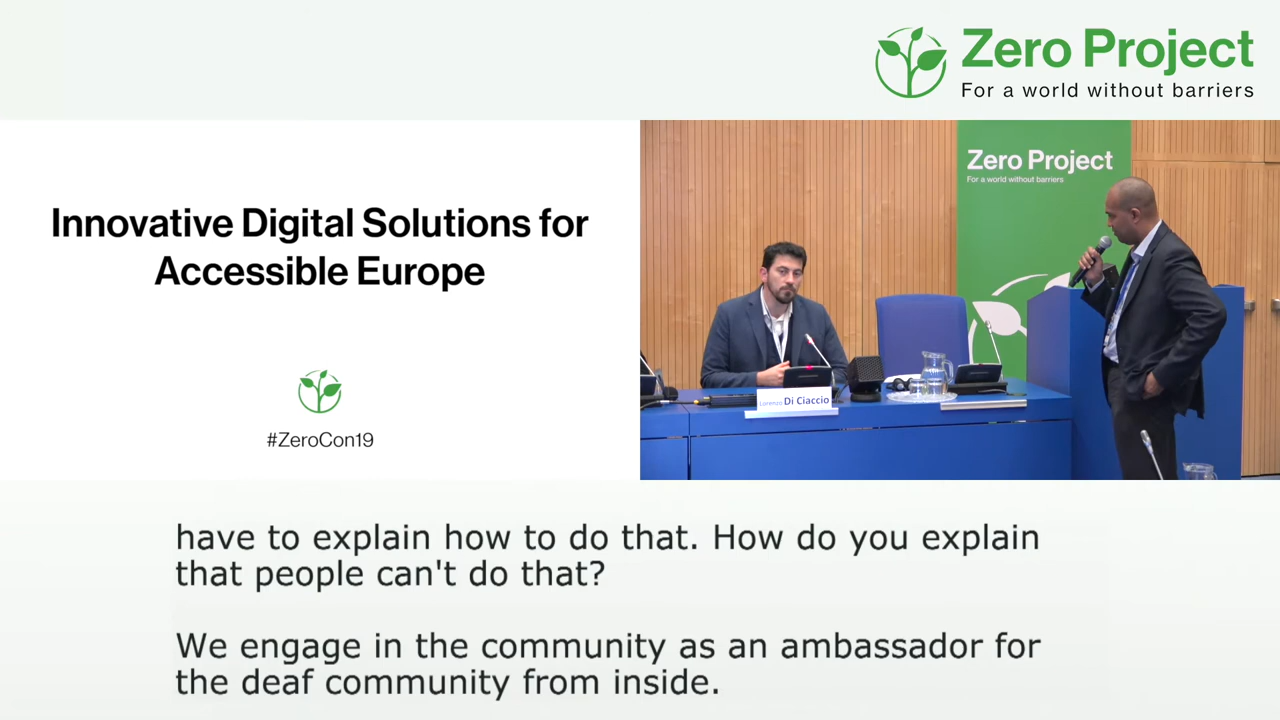 Zero Project
For a world without barriers
Innovative Digital Solutions for
Accessible Europe
#ZeroCon19
Zero Project
For a world without barriers
Lorenzo Di Ciaccio
have to explain how to do that. How do you explain
that people can't do that?
We engage in the community as an ambassador for
the deaf community from inside.